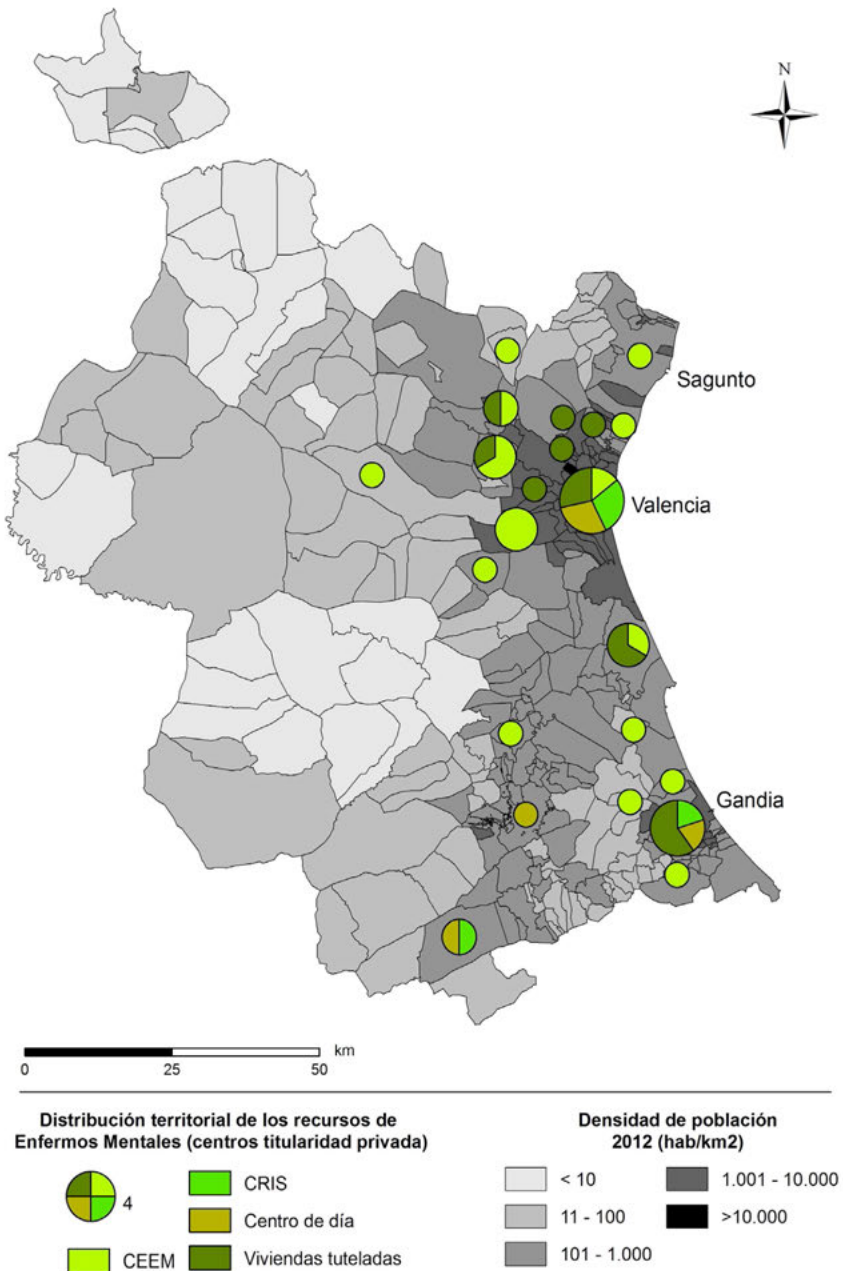 N
Sagunto
Valencia
Gandia
km
0 25 50
Distribución territorial de los recursos de
Enfermos Mentales (centros titularidad privada)
4
CEEM
CRIS
Centro de día
Viviendas tuteladas
Densidad de población
2012 (hab/km2)
< 10
11 - 100
101 - 1.000
1.001 - 10.000
>10.000